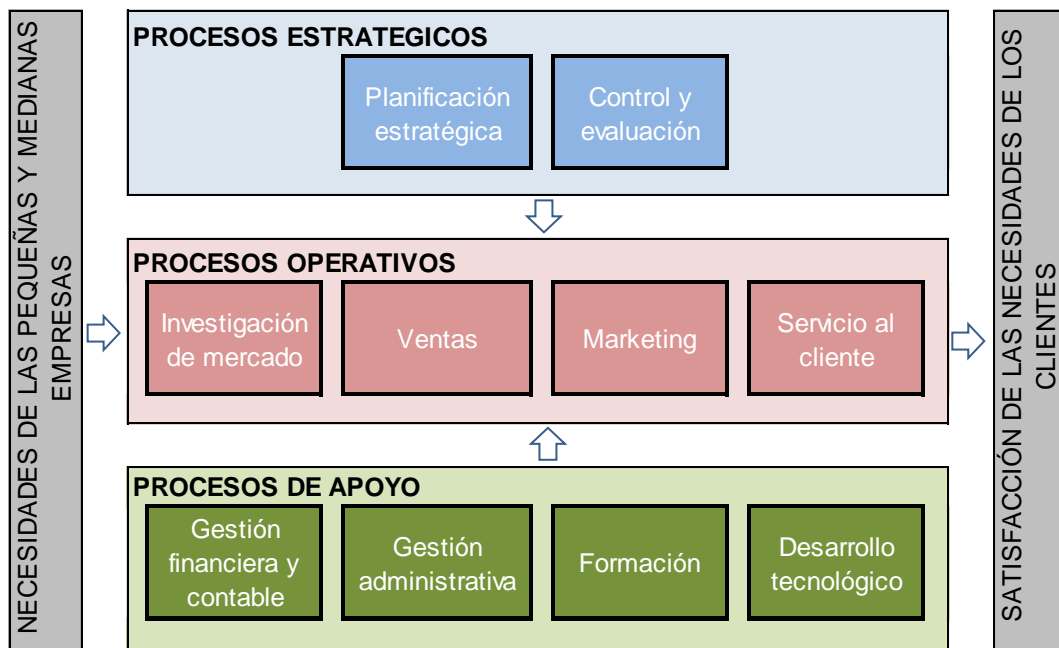 NECESIDADES DE LAS PEQUEÑAS Y MEDIANAS
EMPRESAS
PROCESOS ESTRATEGICOS
Planificación
estratégica
Control y
evaluación
PROCESOS OPERATIVOS
Investigación
de mercado
Ventas
Marketing
Servicio al
cliente
PROCESOS DE APOYO
Gestión
financiera y
contable
Gestión
administrativa
Formación
Desarrollo
tecnológico
SATISFACCIÓN DE LAS NECESIDADES DE LOS
CLIENTES